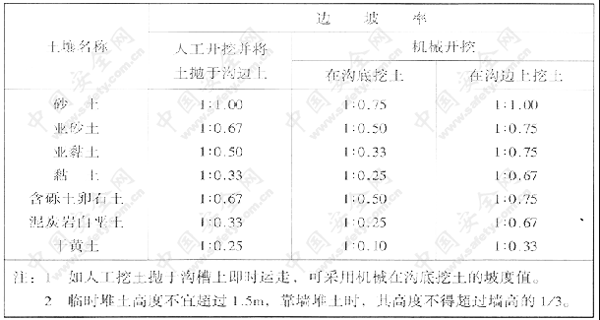 边 坡 率
土壤名称 人工开挖并将土抛于沟边上 机械开挖
在沟底挖土 在沟边上挖土
砂 土 1:1.00 1:0.75 1:1.00
亚砂土 1:0.67 1:0.50 1:0.75
亚黏土 1:0.50 1:0.33 1:0.75
黏 土 1:0.33 1:0.25 1:0.67
含砾土卵石土 1:0.67 1:0.50 1:0.75
泥灰岩白垩土 1:0.33 1:0.25 1:0.67
干黄土 1:0.25 1:0.10 1:0.33
注：1 如人工挖土抛于沟槽上即时运走，可采用机械在沟底挖土的坡度值。
2 临时堆土高度不宜超过1.5m，靠墙堆土时，其高度不得超过墙高的1/3。
中国安全网
www.safety.com.cn